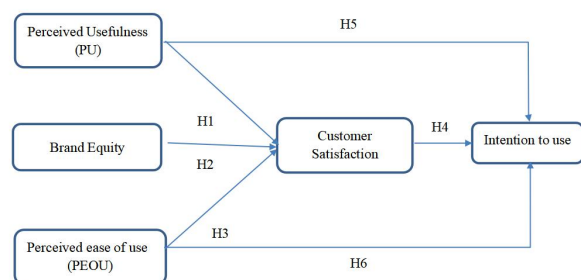 H5
Perceived Usefulness
(PU)
H1
Customer
Satisfaction
H4
Intention to use
Brand Equity
H2
H3
Perceived ease of use
(PEOU)
H6